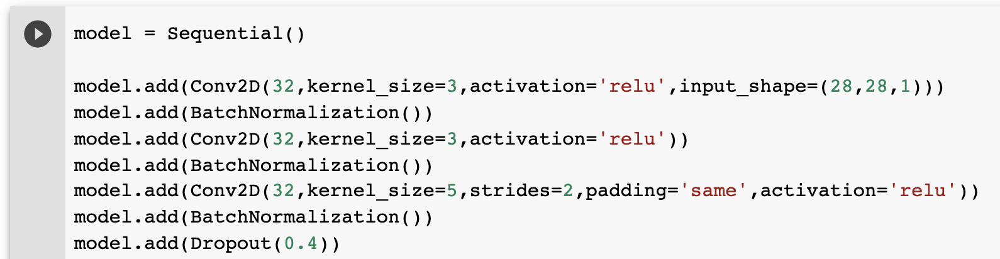 model = Sequential()
model.add(Conv2D(32,kernel_size=3,activation='relu',input_shape=(28,28,1)))
model.add(BatchNormalization())
model.add(Conv2D(32,kernel_size=3,activation='relu'))
model.add(BatchNormalization())
model.add(Conv2D(32,kernel_size=5,strides=2,padding='same',activation='relu'))
model.add(BatchNormalization())
model.add(Dropout(0.4))